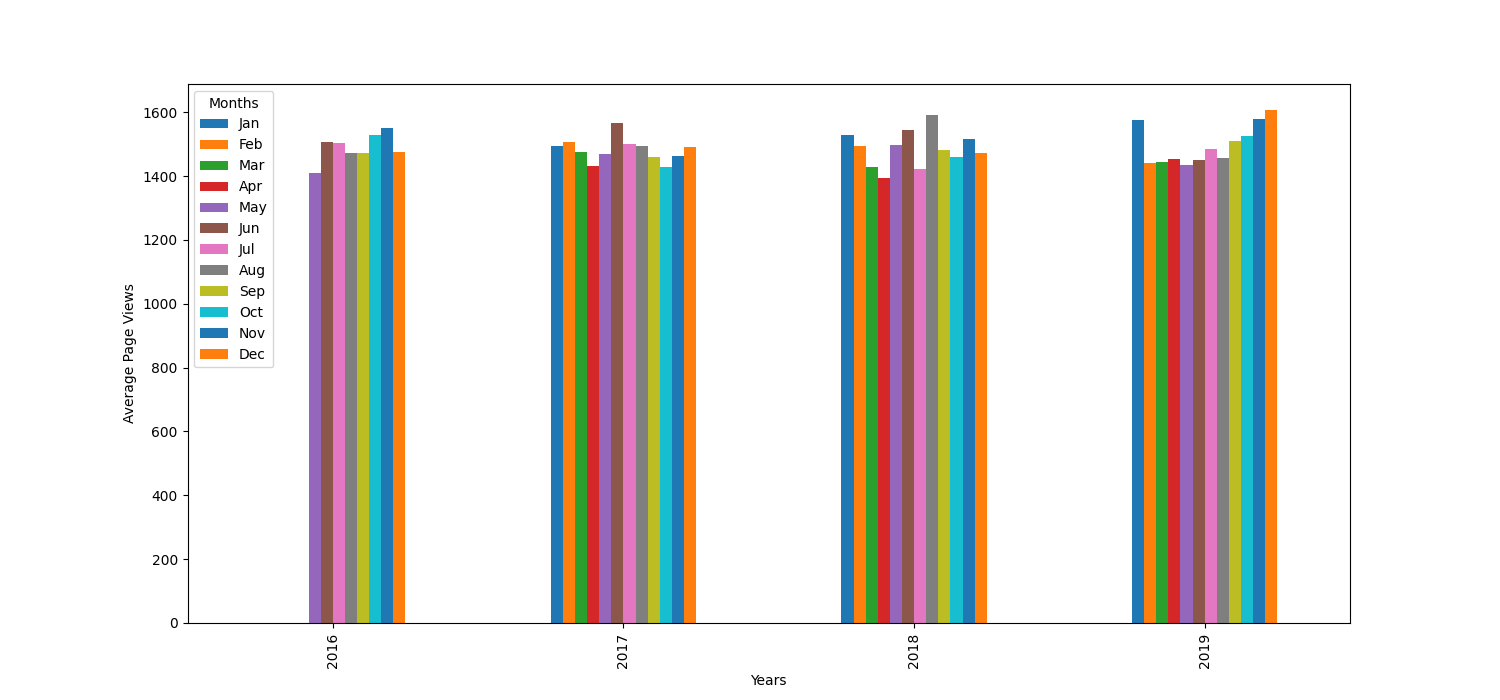 Months
Jan
Feb
Mar
Apr
May
Jun
Jul
Aug
Sep
Oct
Nov
Dec
1600
1400
1200
1000
800
600
400
200
0
Average Page Views
2016
2017
2018
2019
Years